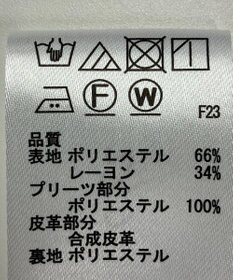 F W
F23
品質
表地 ポリエステル 66%
レーヨン 34%
プリーツ部分
ポリエステル 100%
皮革部分
合成皮革
裏地 ポリエステル